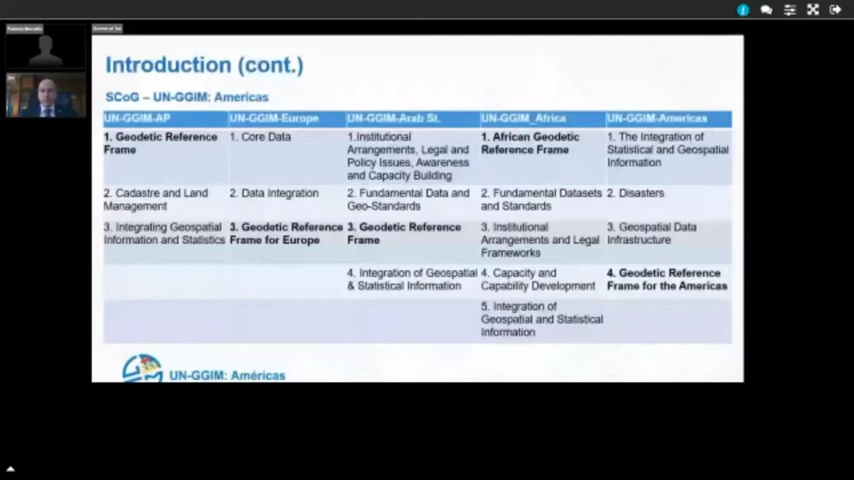 Introduction (cont.)
SCoG – UN-GGIM: Americas
UN-GGIM-AP
UN-GGIM-Europe
UN-GGIM-Arab St.
UN-GGIM_Africa
UN-GGIM-Americas
1. Geodetic Reference
Frame
1. Core Data
1.Institutional
Arrangements, Legal and
Policy Issues, Awareness
and Capacity Building
1. African Geodetic
Reference Frame
1. The Integration of
Statistical and Geospatial
Information
2. Cadastre and Land
Management
2. Data Integration
2. Fundamental Data and
Geo-Standards
2. Fundamental Datasets
and Standards
2. Disasters
3. Integrating Geospatial
Information and Statistics
3. Geodetic Reference
Frame for Europe
3. Geodetic Reference
Frame
3. Institutional
Arrangements and Legal
Frameworks
3. Geospatial Data
Infrastructure
4. Integration of Geospatial
& Statistical Information
4. Capacity and
Capability Development
4. Geodetic Reference
Frame for the Americas
5. Integration of
Geospatial and Statistical
Information
UN-GGIM: Américas